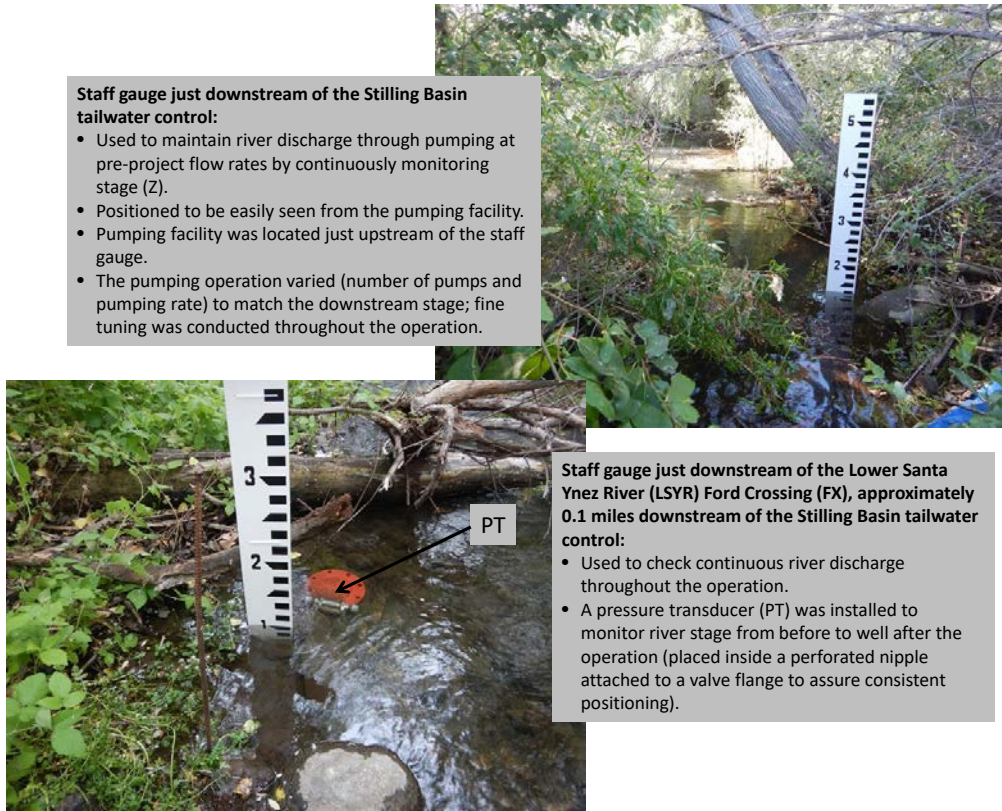 Staff gauge just downstream of the Stilling Basin
tailwater control:
• Used to maintain river discharge through pumping at
pre-project flow rates by continuously monitoring
stage (Z).
• Positioned to be easily seen from the pumping facility.
• Pumping facility was located just upstream of the staff
gauge.
• The pumping operation varied (number of pumps and
pumping rate) to match the downstream stage; fine
tuning was conducted throughout the operation.
5
4
3
2
3
2
1
PT
Staff gauge just downstream of the Lower Santa
Ynez River (LSYR) Ford Crossing (FX), approximately
0.1 miles downstream of the Stilling Basin tailwater
control:
• Used to check continuous river discharge
throughout the operation.
• A pressure transducer (PT) was installed to
monitor river stage from before to well after the
operation (placed inside a perforated nipple
attached to a valve flange to assure consistent
positioning).